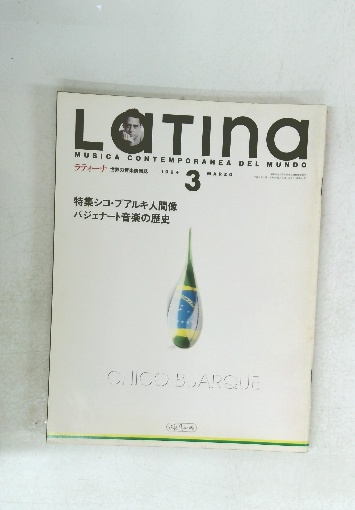 Latina
MUSICA CONTEMPORANEA DEL MUNDO
ラティーナ 1994 3 MARZO
特集シコ・ブアルキ人間像
バジェナート音楽の歴史
CHICO BUARQUE